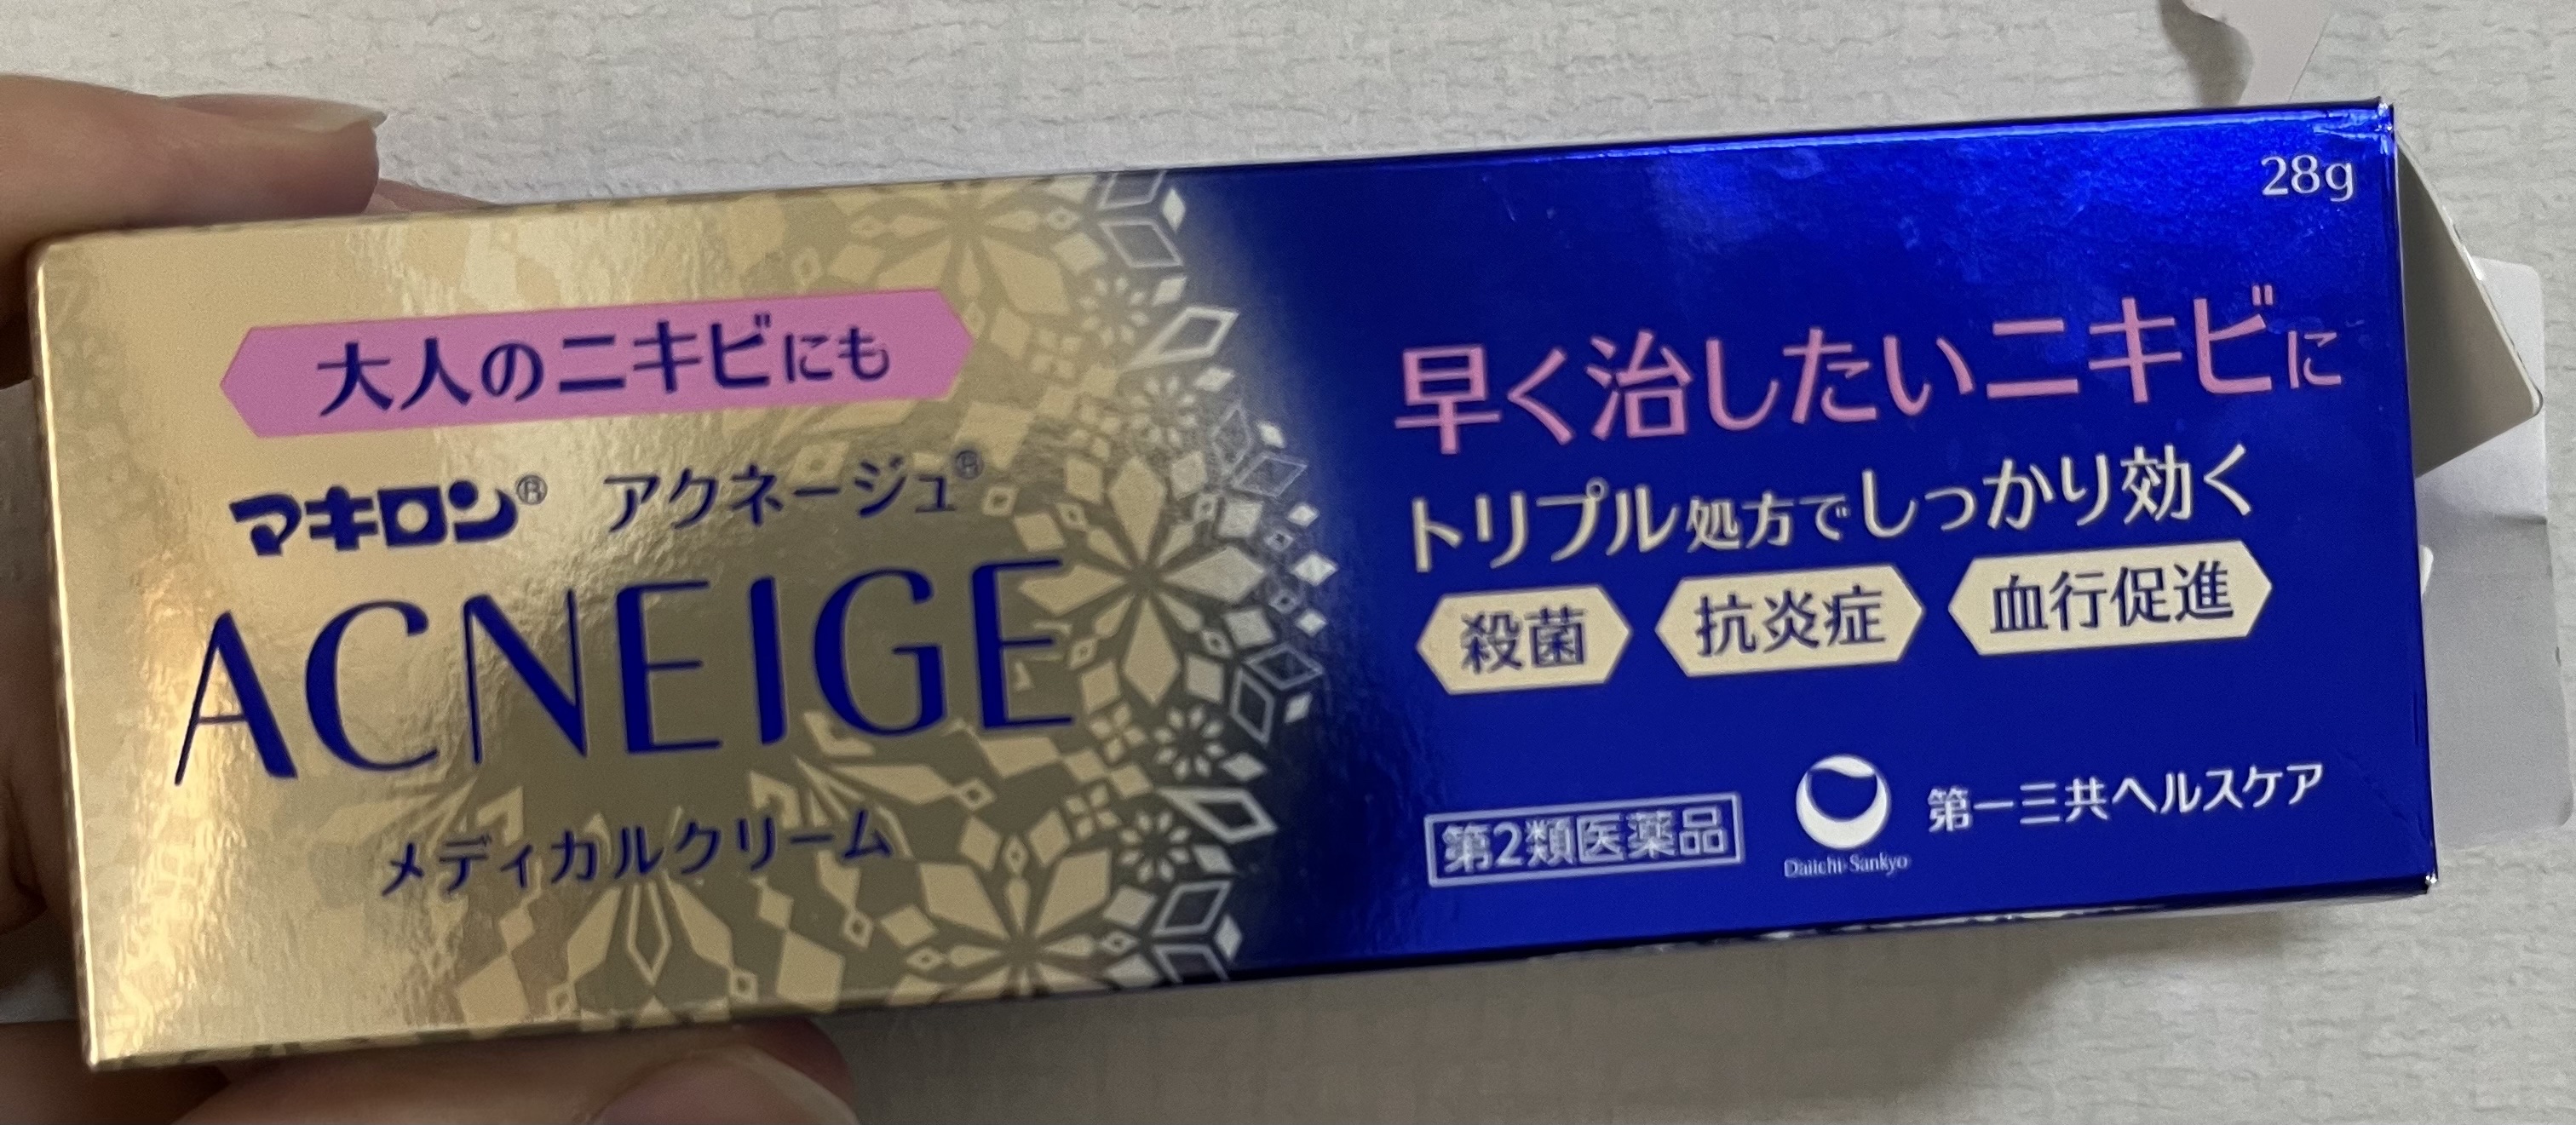 大人のニキビにも
マキロン® アクネージュ®
ACNEIGE
メディカルクリーム
28g
早く治したいニキビに
トリプル処方でしっかり効く
殺菌 抗炎症 血行促進
第2類医薬品
Daiichi-Sankyo
第一三共ヘルスケア